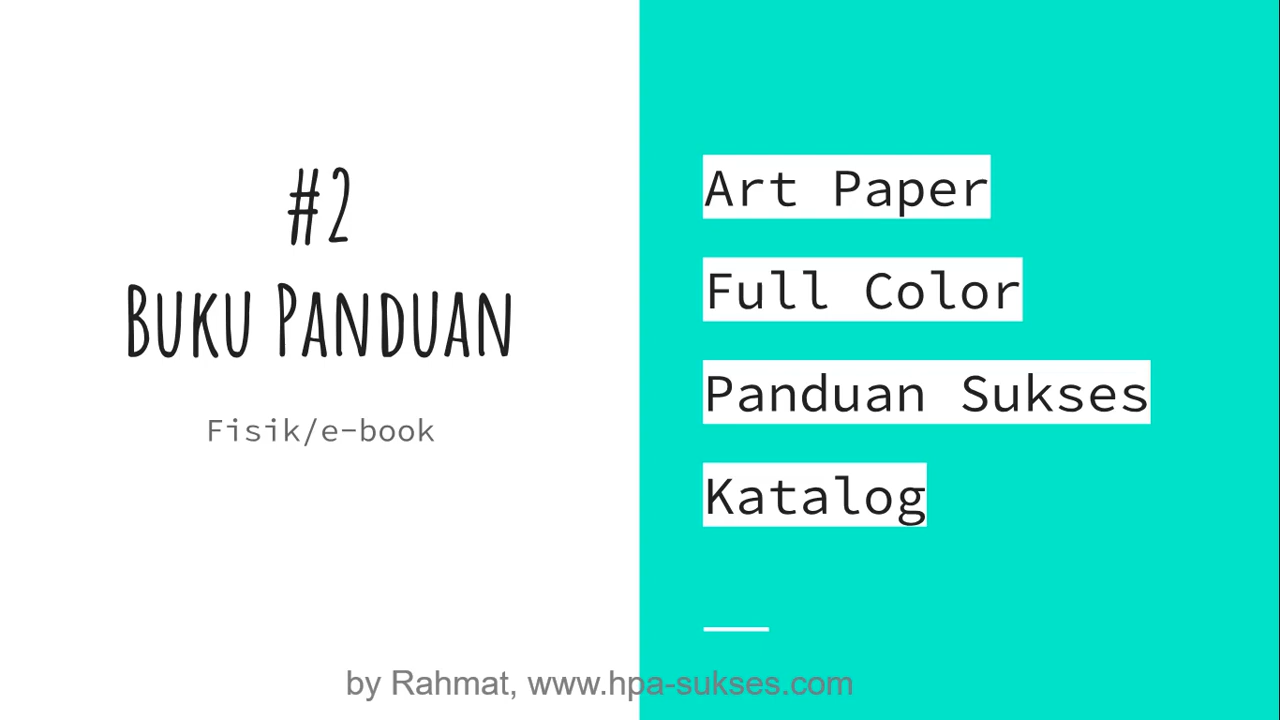 #2
BUKU PANDUAN
Fisik/e-book
Art Paper
Full Color
Panduan Sukses
Katalog
by Rahmat, www.hpa-sukses.com